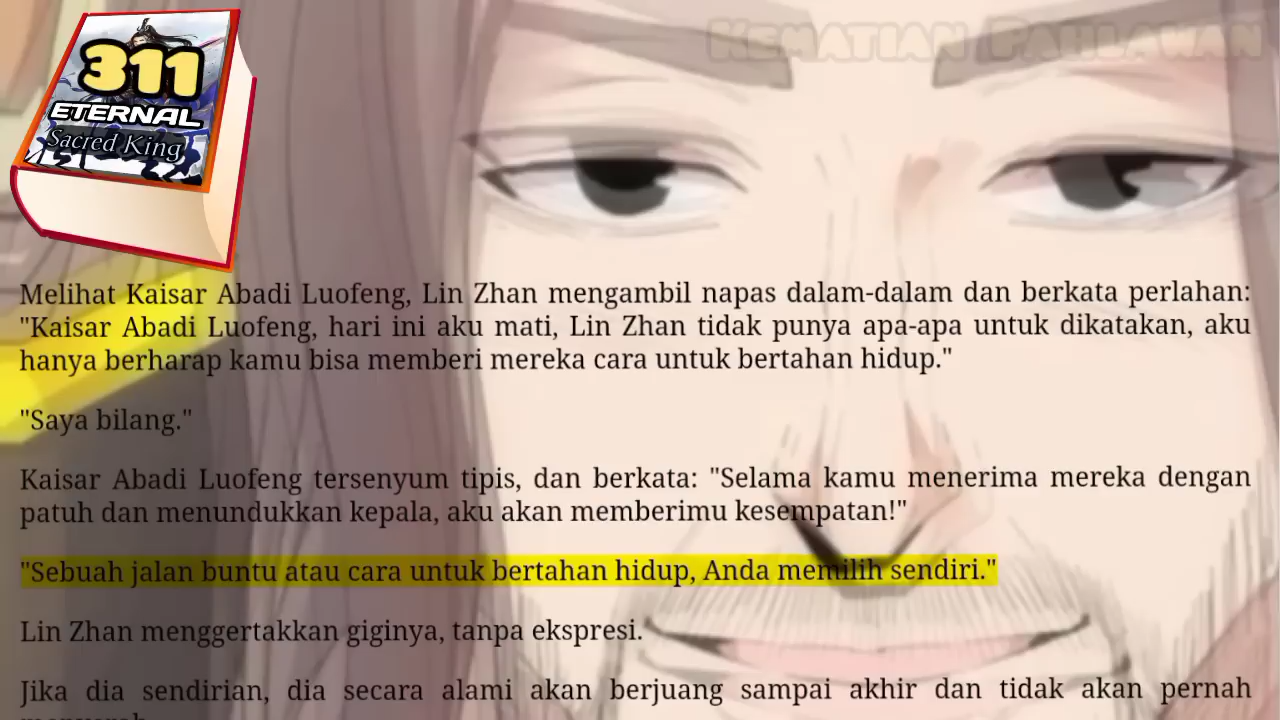 KEMATIAN PAHLAWAN
311
ETERNAL
Sacred King
Melihat Kaisar Abadi Luofeng, Lin Zhan mengambil napas dalam-dalam dan berkata perlahan:
"Kaisar Abadi Luofeng, hari ini aku mati, Lin Zhan tidak punya apa-apa untuk dikatakan, aku
hanya berharap kamu bisa memberi mereka cara untuk bertahan hidup."
"Saya bilang."
Kaisar Abadi Luofeng tersenyum tipis, dan berkata: "Selama kamu menerima mereka dengan
patuh dan menundukkan kepala, aku akan memberimu kesempatan!"
"Sebuah jalan buntu atau cara untuk bertahan hidup, Anda memilih sendiri."
Lin Zhan menggertakkan giginya, tanpa ekspresi.
Jika dia sendirian, dia secara alami akan berjuang sampai akhir dan tidak akan pernah